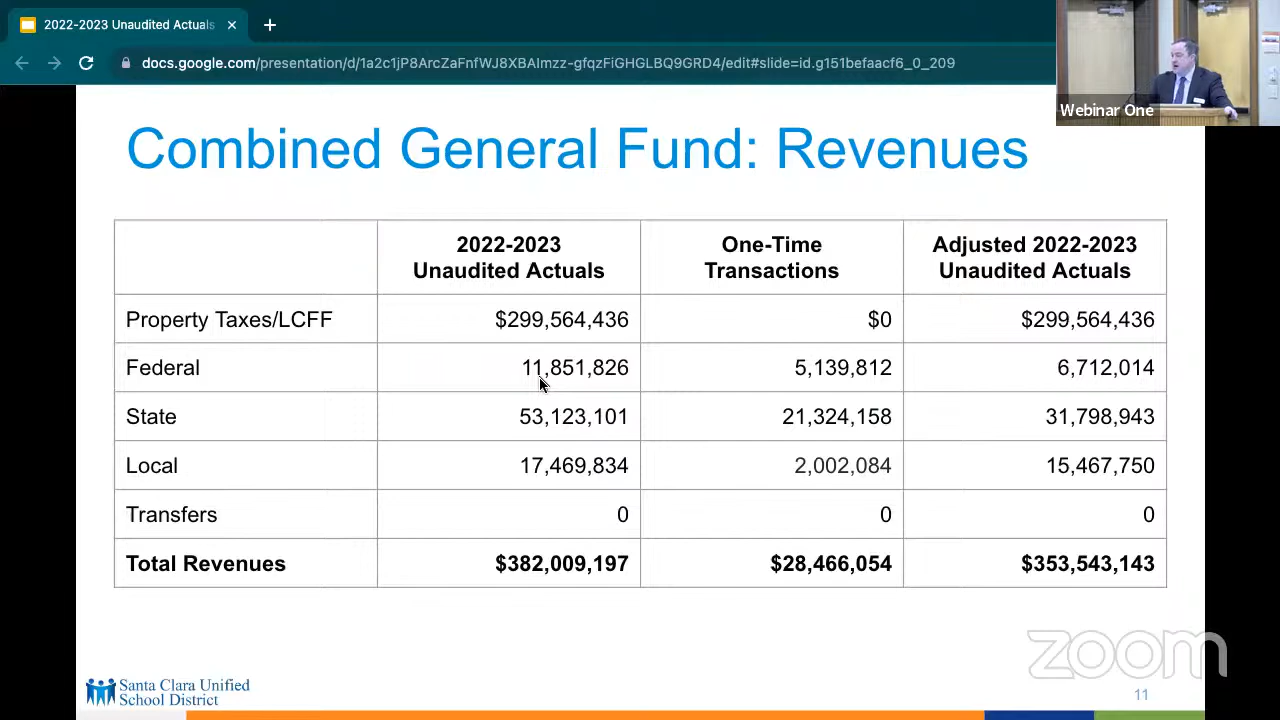 2022-2023 Unaudited Actuals
docs.google.com/presentation/d/1a2c1jP8ArcZaFnfWJ8XBAlmzz-gfqzFiGHGLBQ9GRD4/edit#slide=id.g151befaacf6_0_209
Webinar One
Combined General Fund: Revenues
2022-2023 Unaudited Actuals
One-Time Transactions
Adjusted 2022-2023 Unaudited Actuals
Property Taxes/LCFF $299,564,436 $0 $299,564,436
Federal 11,851,826 5,139,812 6,712,014
State 53,123,101 21,324,158 31,798,943
Local 17,469,834 2,002,084 15,467,750
Transfers 0 0 0
Total Revenues $382,009,197 $28,466,054 $353,543,143
zoom
Santa Clara Unified
School District
11